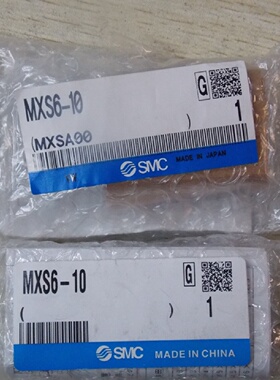 MXS6-10
G
(MXSA00 ) 1
SMC
MADE IN JAPAN
MXS6-10
G
( ) 1
SMC MADE IN CHINA